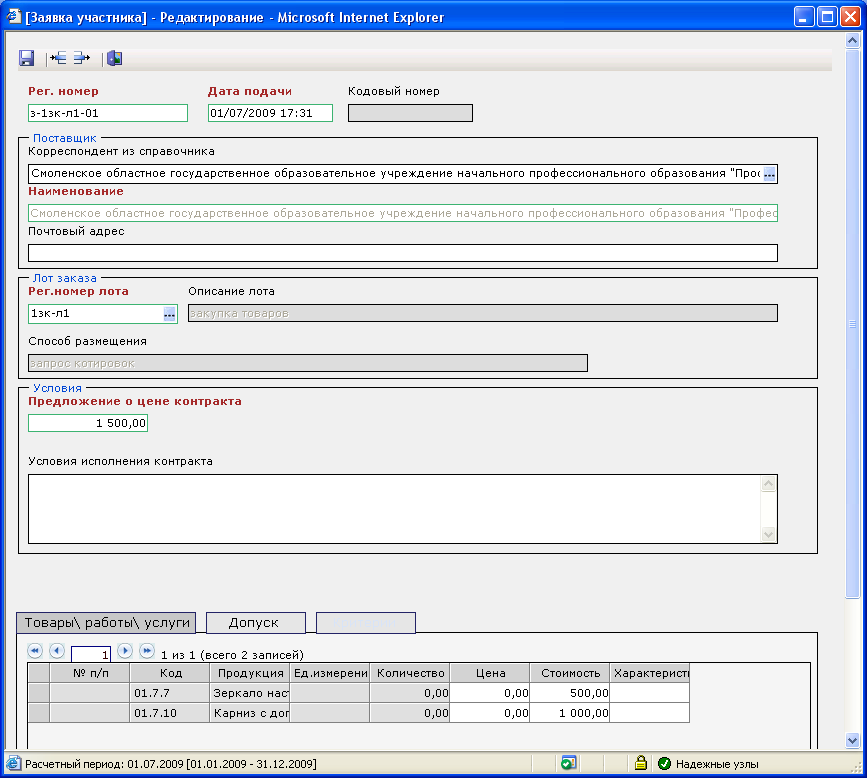 [Заявка участника] - Редактирование - Microsoft Internet Explorer
Рег. номер Дата подачи Кодовый номер
з-1зк-л1-01 01/07/2009 17:31
Поставщик
Корреспондент из справочника
Смоленское областное государственное образовательное учреждение начального профессионального образования "Проф ...
Наименование
Смоленское областное государственное образовательное учреждение начального профессионального образования "Профес
Почтовый адрес
Лот заказа
Рег.номер лота Описание лота
1зк-л1 ... закупка товаров
Способ размещения
запрос котировок
Условия
Предложение о цене контракта
1 500,00
Условия исполнения контракта
Товары\ работы\ услуги Допуск
1 1 из 1 (всего 2 записей)
№ п/п Код Продукция Ед.измерени Количество Цена Стоимость Характеристи
01.7.7 Зеркало наст 0,00 0,00 500,00
01.7.10 Карниз с дог 0,00 0,00 1 000,00
Расчетный период: 01.07.2009 [01.01.2009 - 31.12.2009] Надежные узлы